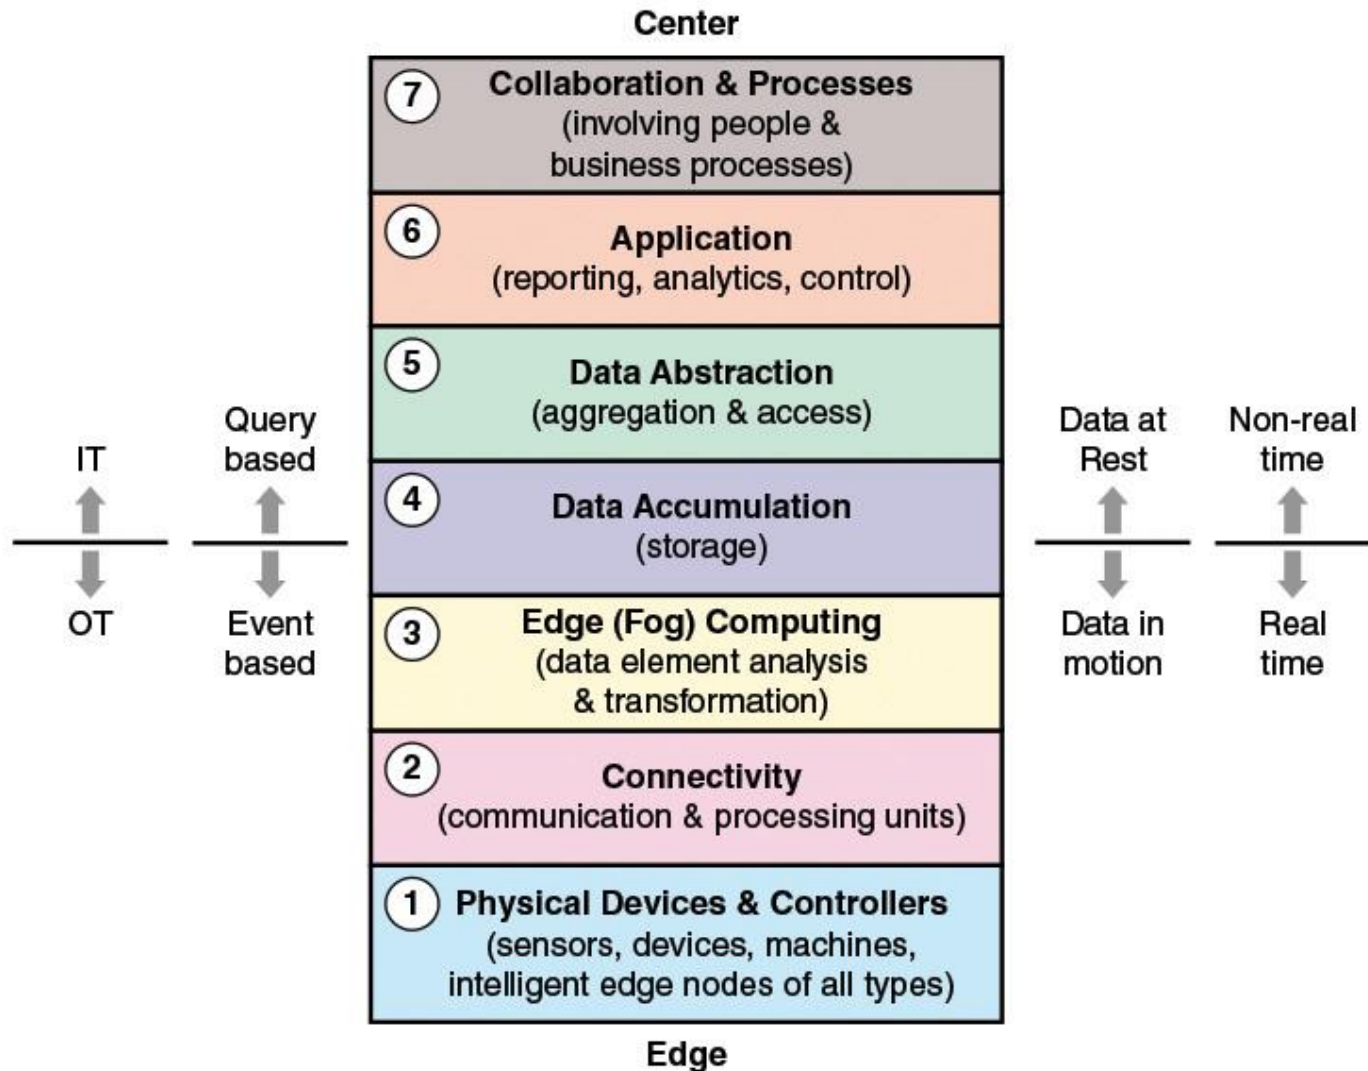 Center
7
Collaboration & Processes
(involving people &
business processes)
6
Application
(reporting, analytics, control)
5
Data Abstraction
(aggregation & access)
4
Data Accumulation
(storage)
3
Edge (Fog) Computing
(data element analysis
& transformation)
2
Connectivity
(communication & processing units)
1
Physical Devices & Controllers
(sensors, devices, machines,
intelligent edge nodes of all types)
Edge
IT
OT
Query
based
Event
based
Data at
Rest
Data in
motion
Non-real
time
Real
time